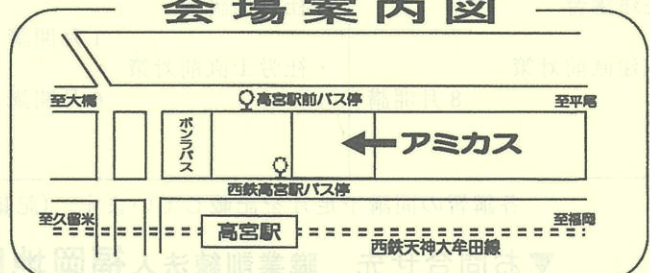 会場案内図
至大橋
高宮駅前バス停
至平尾
ボンラパス
アミカス
西鉄高宮駅バス停
至久留米
高宮駅
至福岡
西鉄天神大牟田線